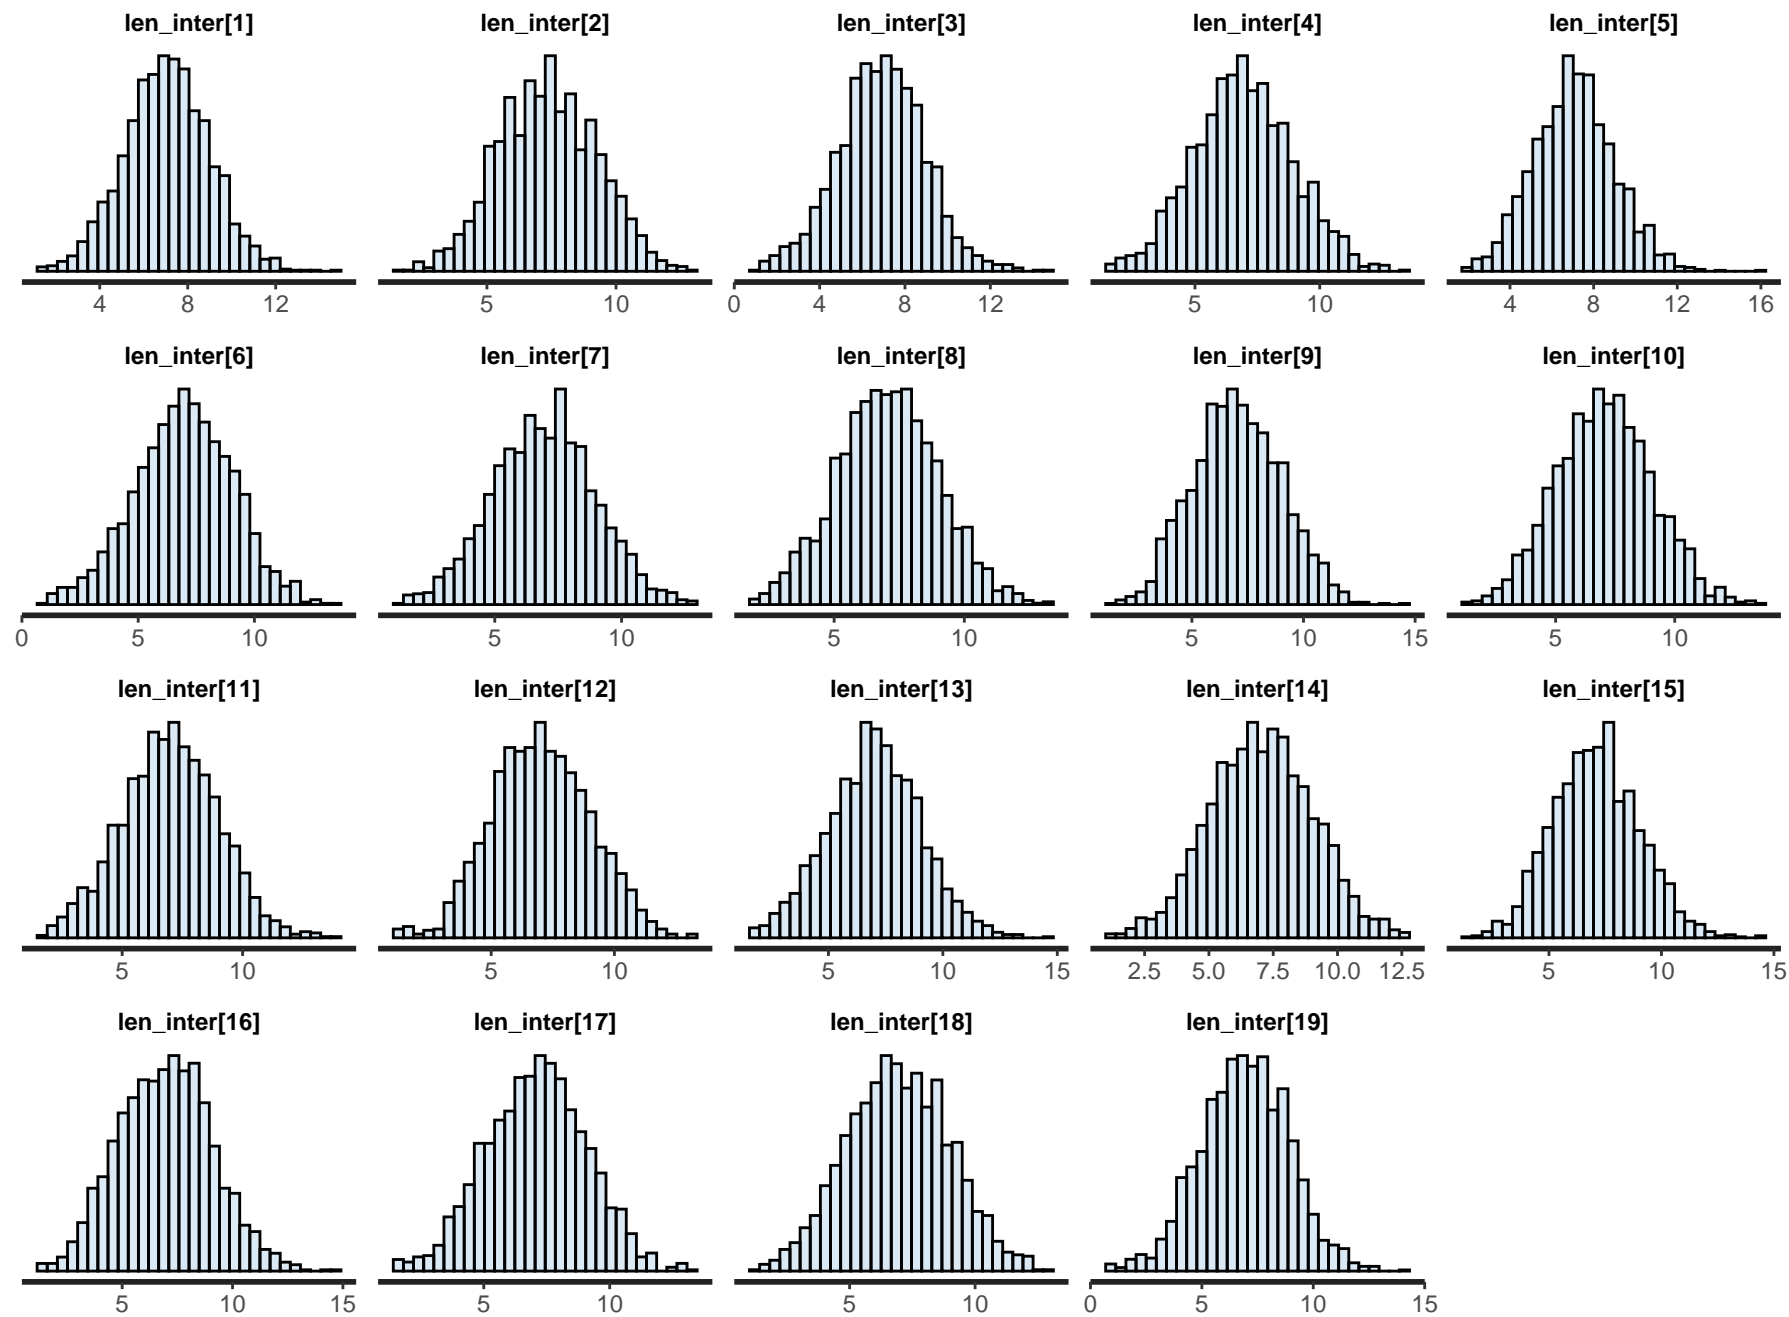 len_inter[1] len_inter[2] len_inter[3] len_inter[4] len_inter[5]
4 8 12 5 10 0 4 8 12 5 10 4 8 12 16
len_inter[6] len_inter[7] len_inter[8] len_inter[9] len_inter[10]
0 5 10 5 10 5 10 5 10 15 5 10
len_inter[11] len_inter[12] len_inter[13] len_inter[14] len_inter[15]
5 10 5 10 5 10 15 2.5 5.0 7.5 10.0 12.5 5 10 15
len_inter[16] len_inter[17] len_inter[18] len_inter[19]
5 10 15 5 10 5 10 0 5 10 15